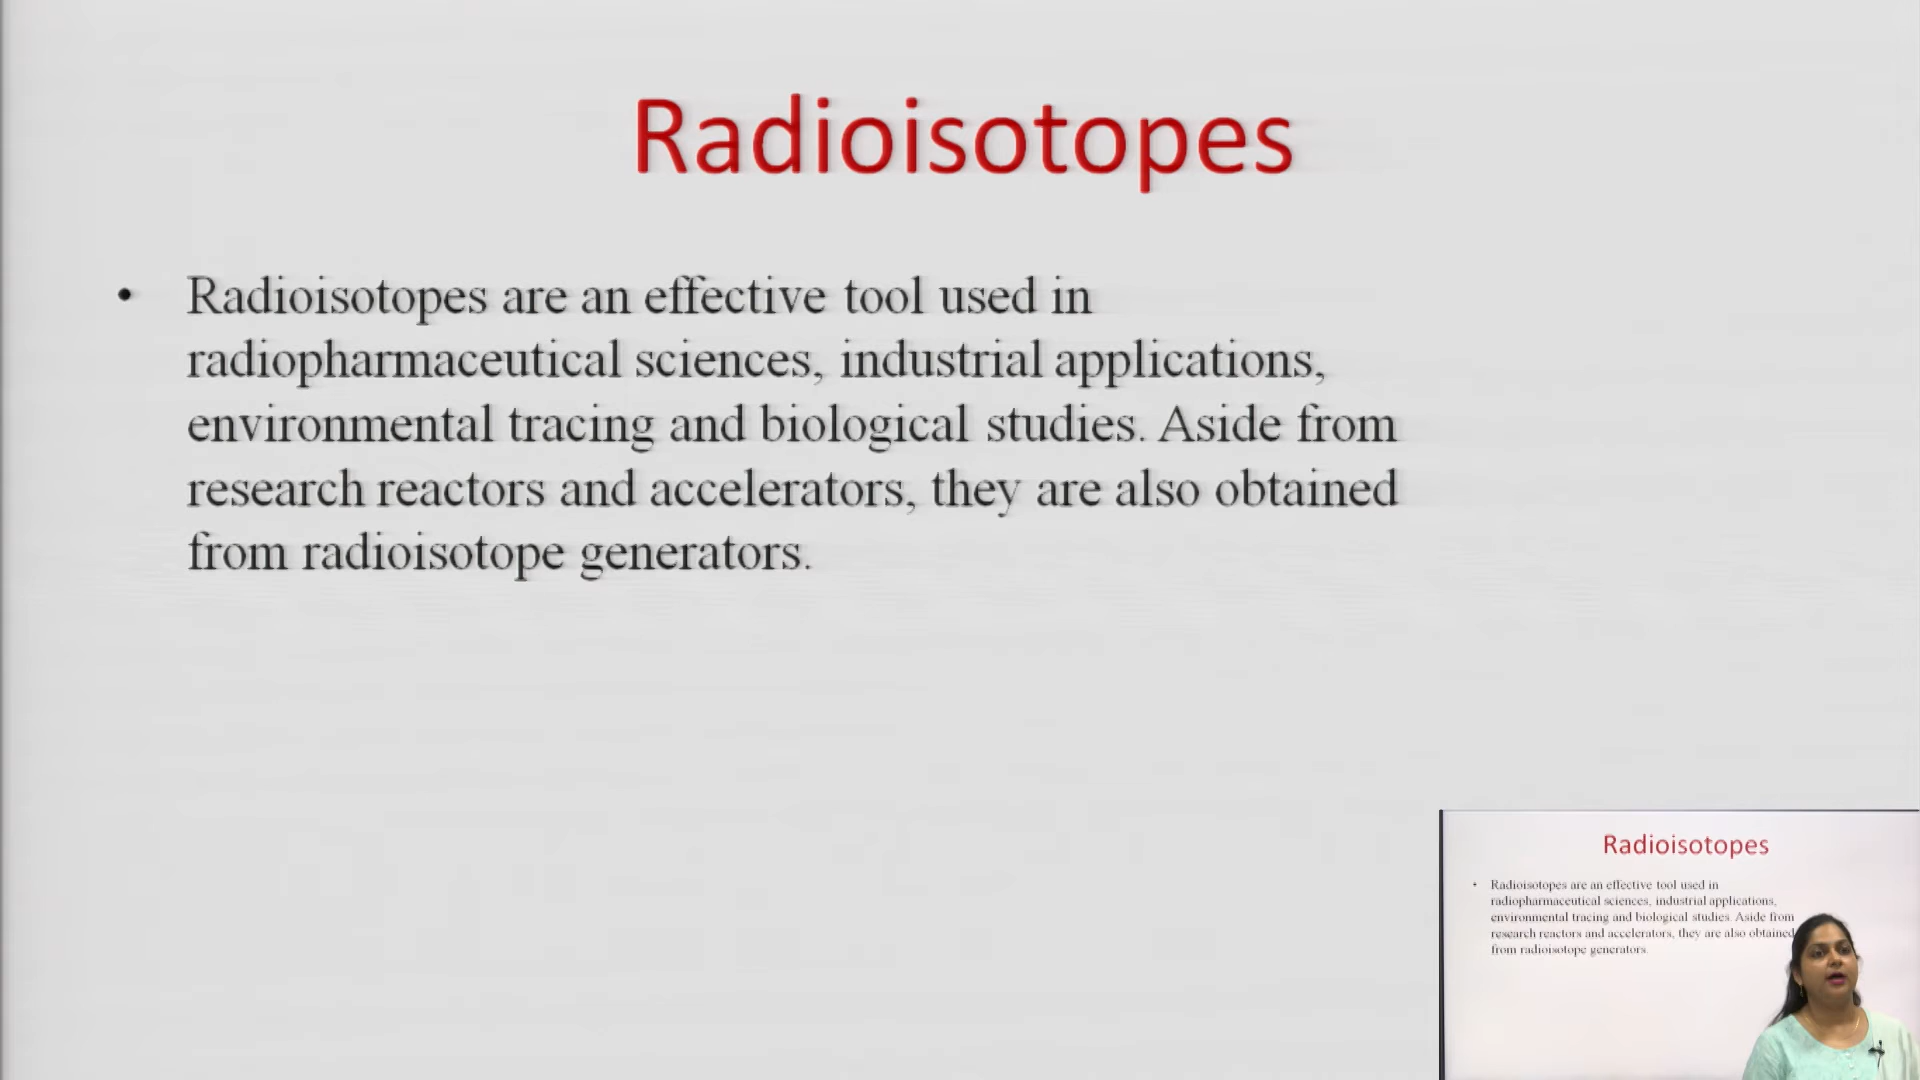 Radioisotopes
• Radioisotopes are an effective tool used in
radiopharmaceutical sciences, industrial applications,
environmental tracing and biological studies. Aside from
research reactors and accelerators, they are also obtained
from radioisotope generators.
Radioisotopes
• Radioisotopes are an effective tool used in
radiopharmaceutical sciences, industrial applications,
environmental tracing and biological studies. Aside from
research reactors and accelerators, they are also obtained
from radioisotope generators.